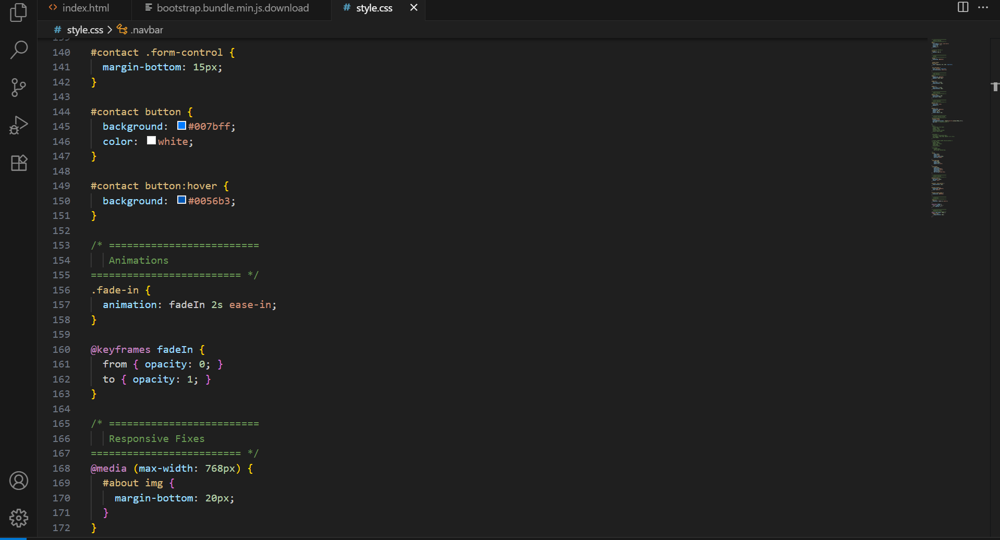 index.html
bootstrap.bundle.min.js.download
# style.css
# style.css > .navbar
139
140 #contact .form-control {
141   margin-bottom: 15px;
142 }
143
144 #contact button {
145   background: #007bff;
146   color: white;
147 }
148
149 #contact button:hover {
150   background: #0056b3;
151 }
152
153 /* =========================
154    Animations
155 ========================= */
156 .fade-in {
157   animation: fadeIn 2s ease-in;
158 }
159
160 @keyframes fadeIn {
161   from { opacity: 0; }
162   to { opacity: 1; }
163 }
164
165 /* =========================
166    Responsive Fixes
167 ========================= */
168 @media (max-width: 768px) {
169   #about img {
170     margin-bottom: 20px;
171   }
172 }